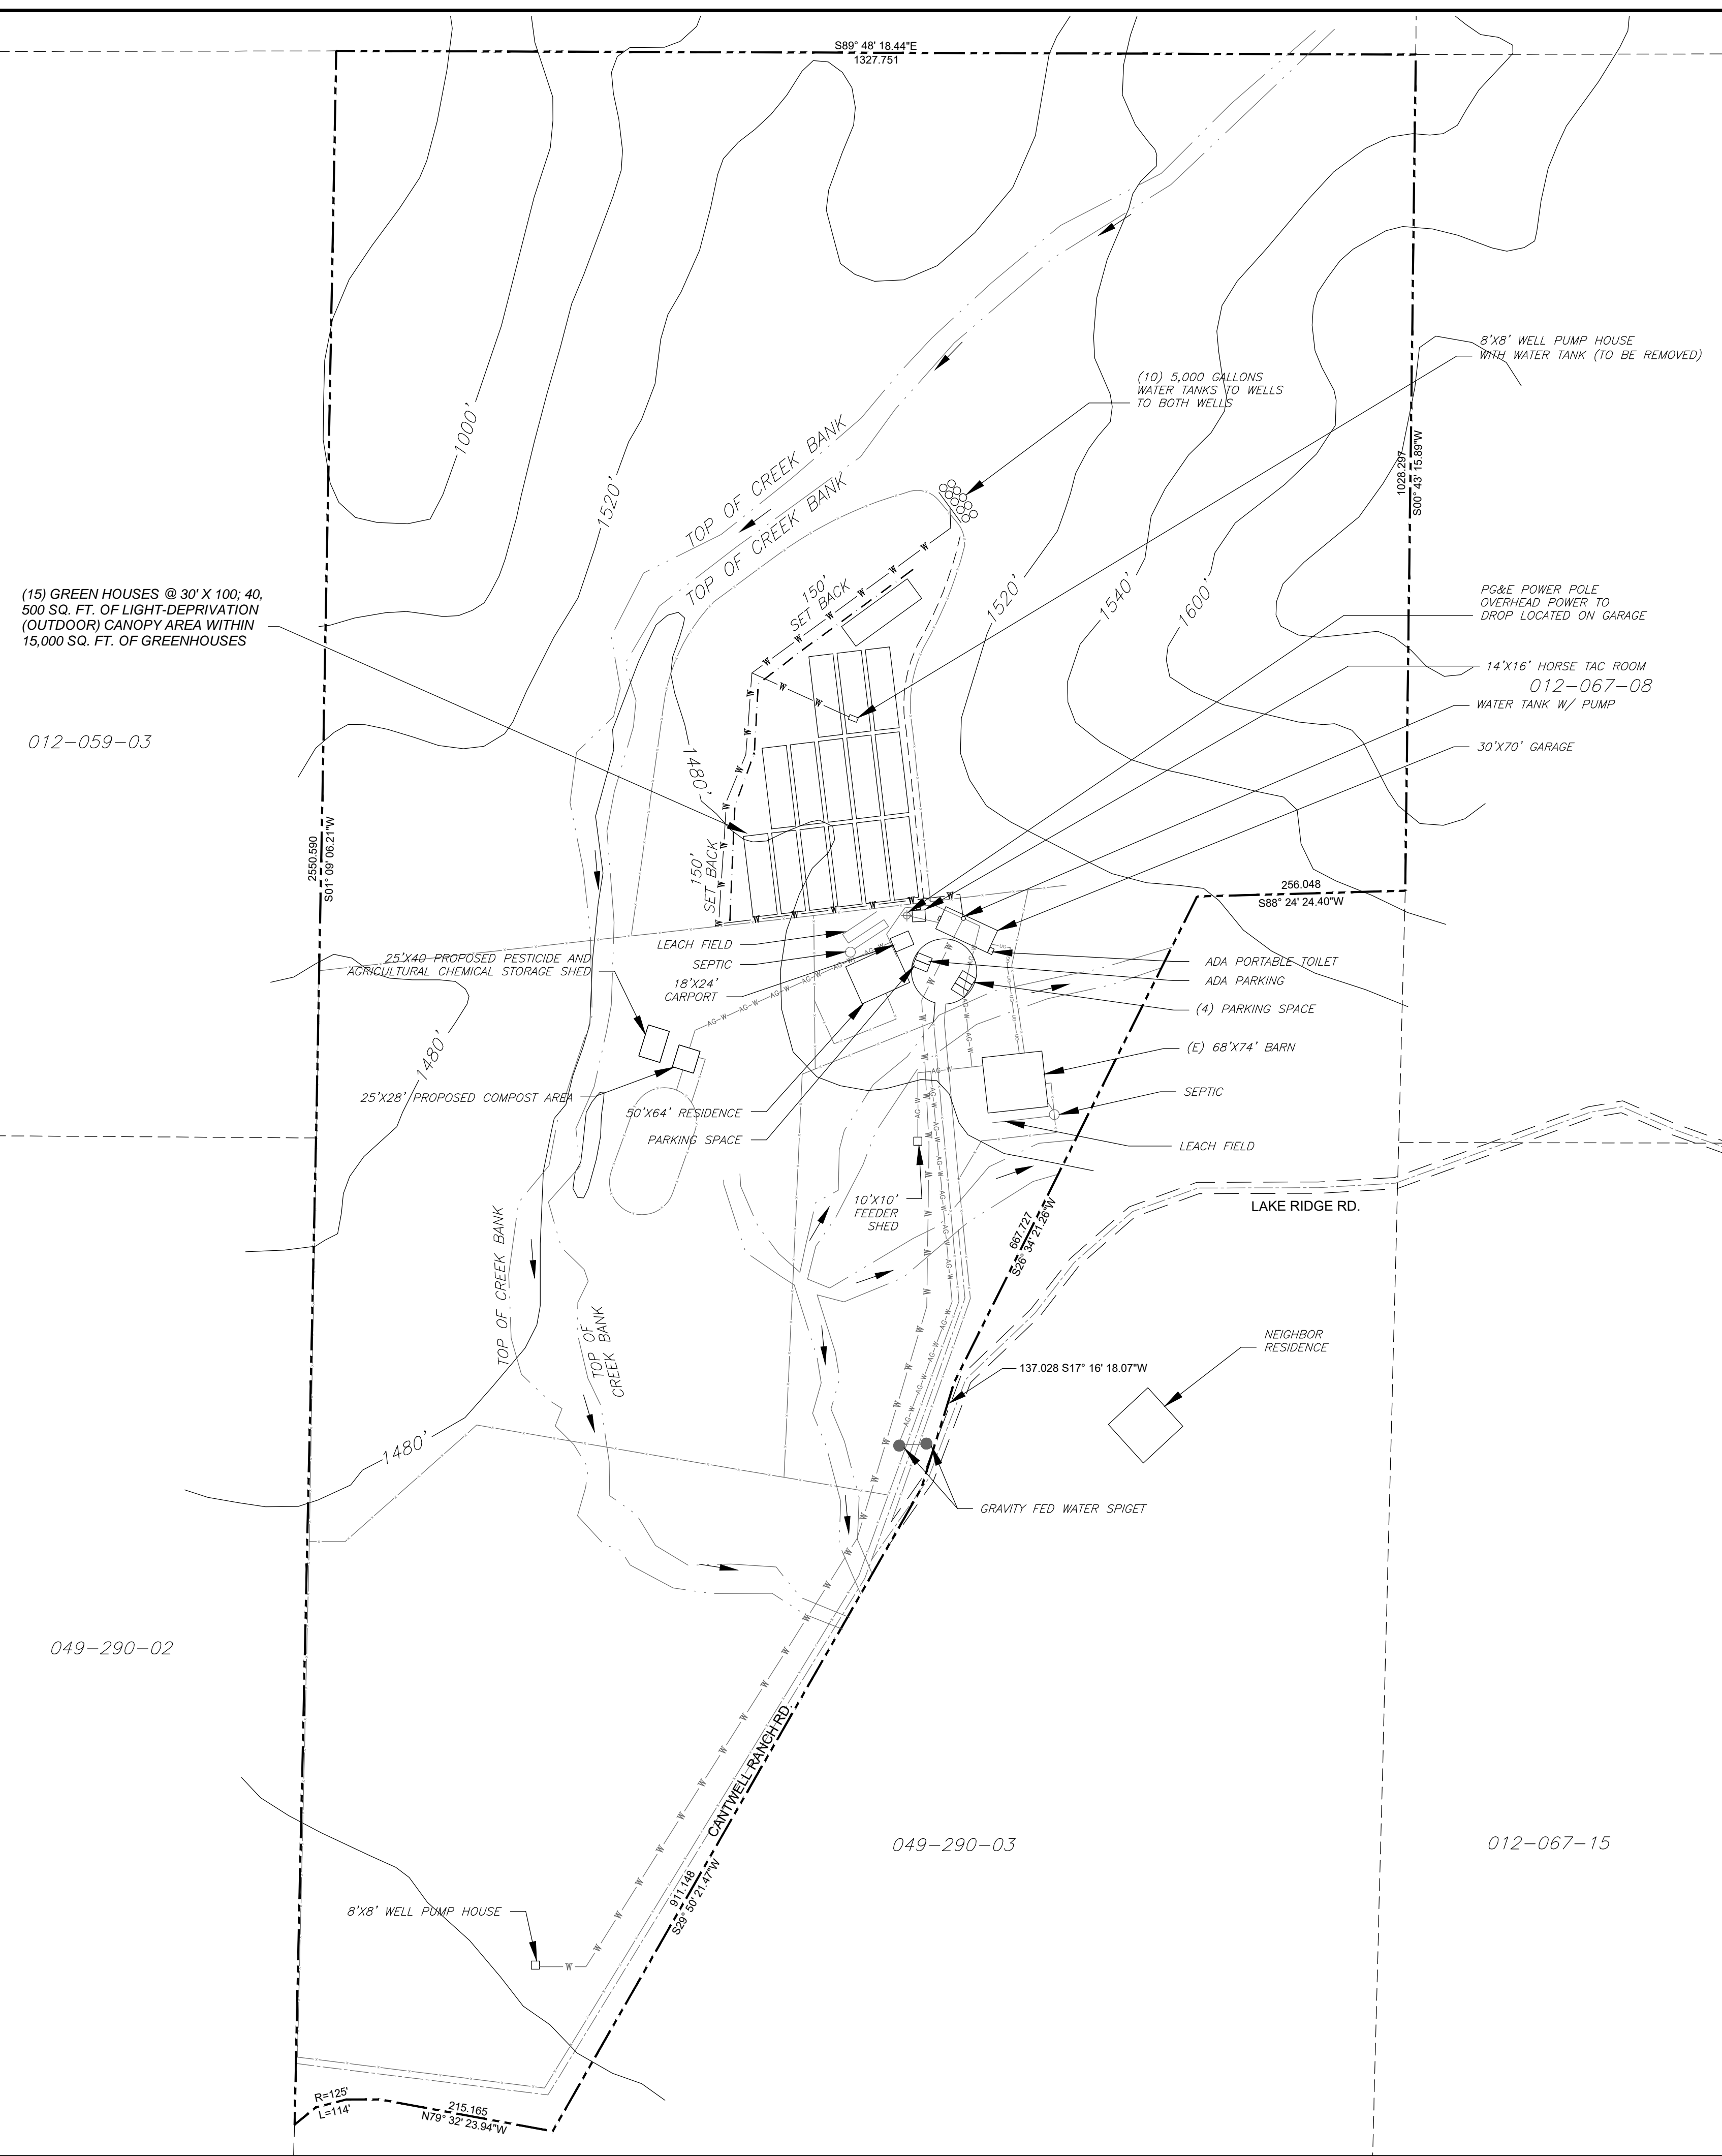 S89° 48' 18.44"E
1327.751
1000'
1520'
8'X8' WELL PUMP HOUSE
WITH WATER TANK (TO BE REMOVED)
(10) 5,000 GALLONS
WATER TANKS TO WELLS
TO BOTH WELLS
TOP OF CREEK BANK
TOP OF CREEK BANK
1028.297
S00° 43' 15.89"W
(15) GREEN HOUSES @ 30' X 100; 40,
500 SQ. FT. OF LIGHT-DEPRIVATION
(OUTDOOR) CANOPY AREA WITHIN
15,000 SQ. FT. OF GREENHOUSES
150'
SET BACK
1520'
1540'
1600'
PG&E POWER POLE
OVERHEAD POWER TO
DROP LOCATED ON GARAGE
14'X16' HORSE TAC ROOM
012-067-08
WATER TANK W/ PUMP
30'X70' GARAGE
012-059-03
1480'
2550.590
S01° 09' 06.21"W
150'
SET BACK
256.048
S88° 24' 24.40"W
LEACH FIELD
SEPTIC
25'X40 PROPOSED PESTICIDE AND
AGRICULTURAL CHEMICAL STORAGE SHED
18'X24'
CARPORT
ADA PORTABLE TOILET
ADA PARKING
(4) PARKING SPACE
(E) 68'X74' BARN
1480'
25'X28' PROPOSED COMPOST AREA
50'X64' RESIDENCE
PARKING SPACE
SEPTIC
LEACH FIELD
10'X10'
FEEDER
SHED
LAKE RIDGE RD.
667.727
S26° 34' 21.26"W
TOP OF CREEK BANK
TOP OF
CREEK BANK
NEIGHBOR
RESIDENCE
137.028 S17° 16' 18.07"W
1480'
GRAVITY FED WATER SPIGET
049-290-02
CANTWELL RANCH RD.
049-290-03
012-067-15
911.148
S29° 50' 21.47"W
8'X8' WELL PUMP HOUSE
R=125'
L=114'
215.165
N79° 32' 23.94"W